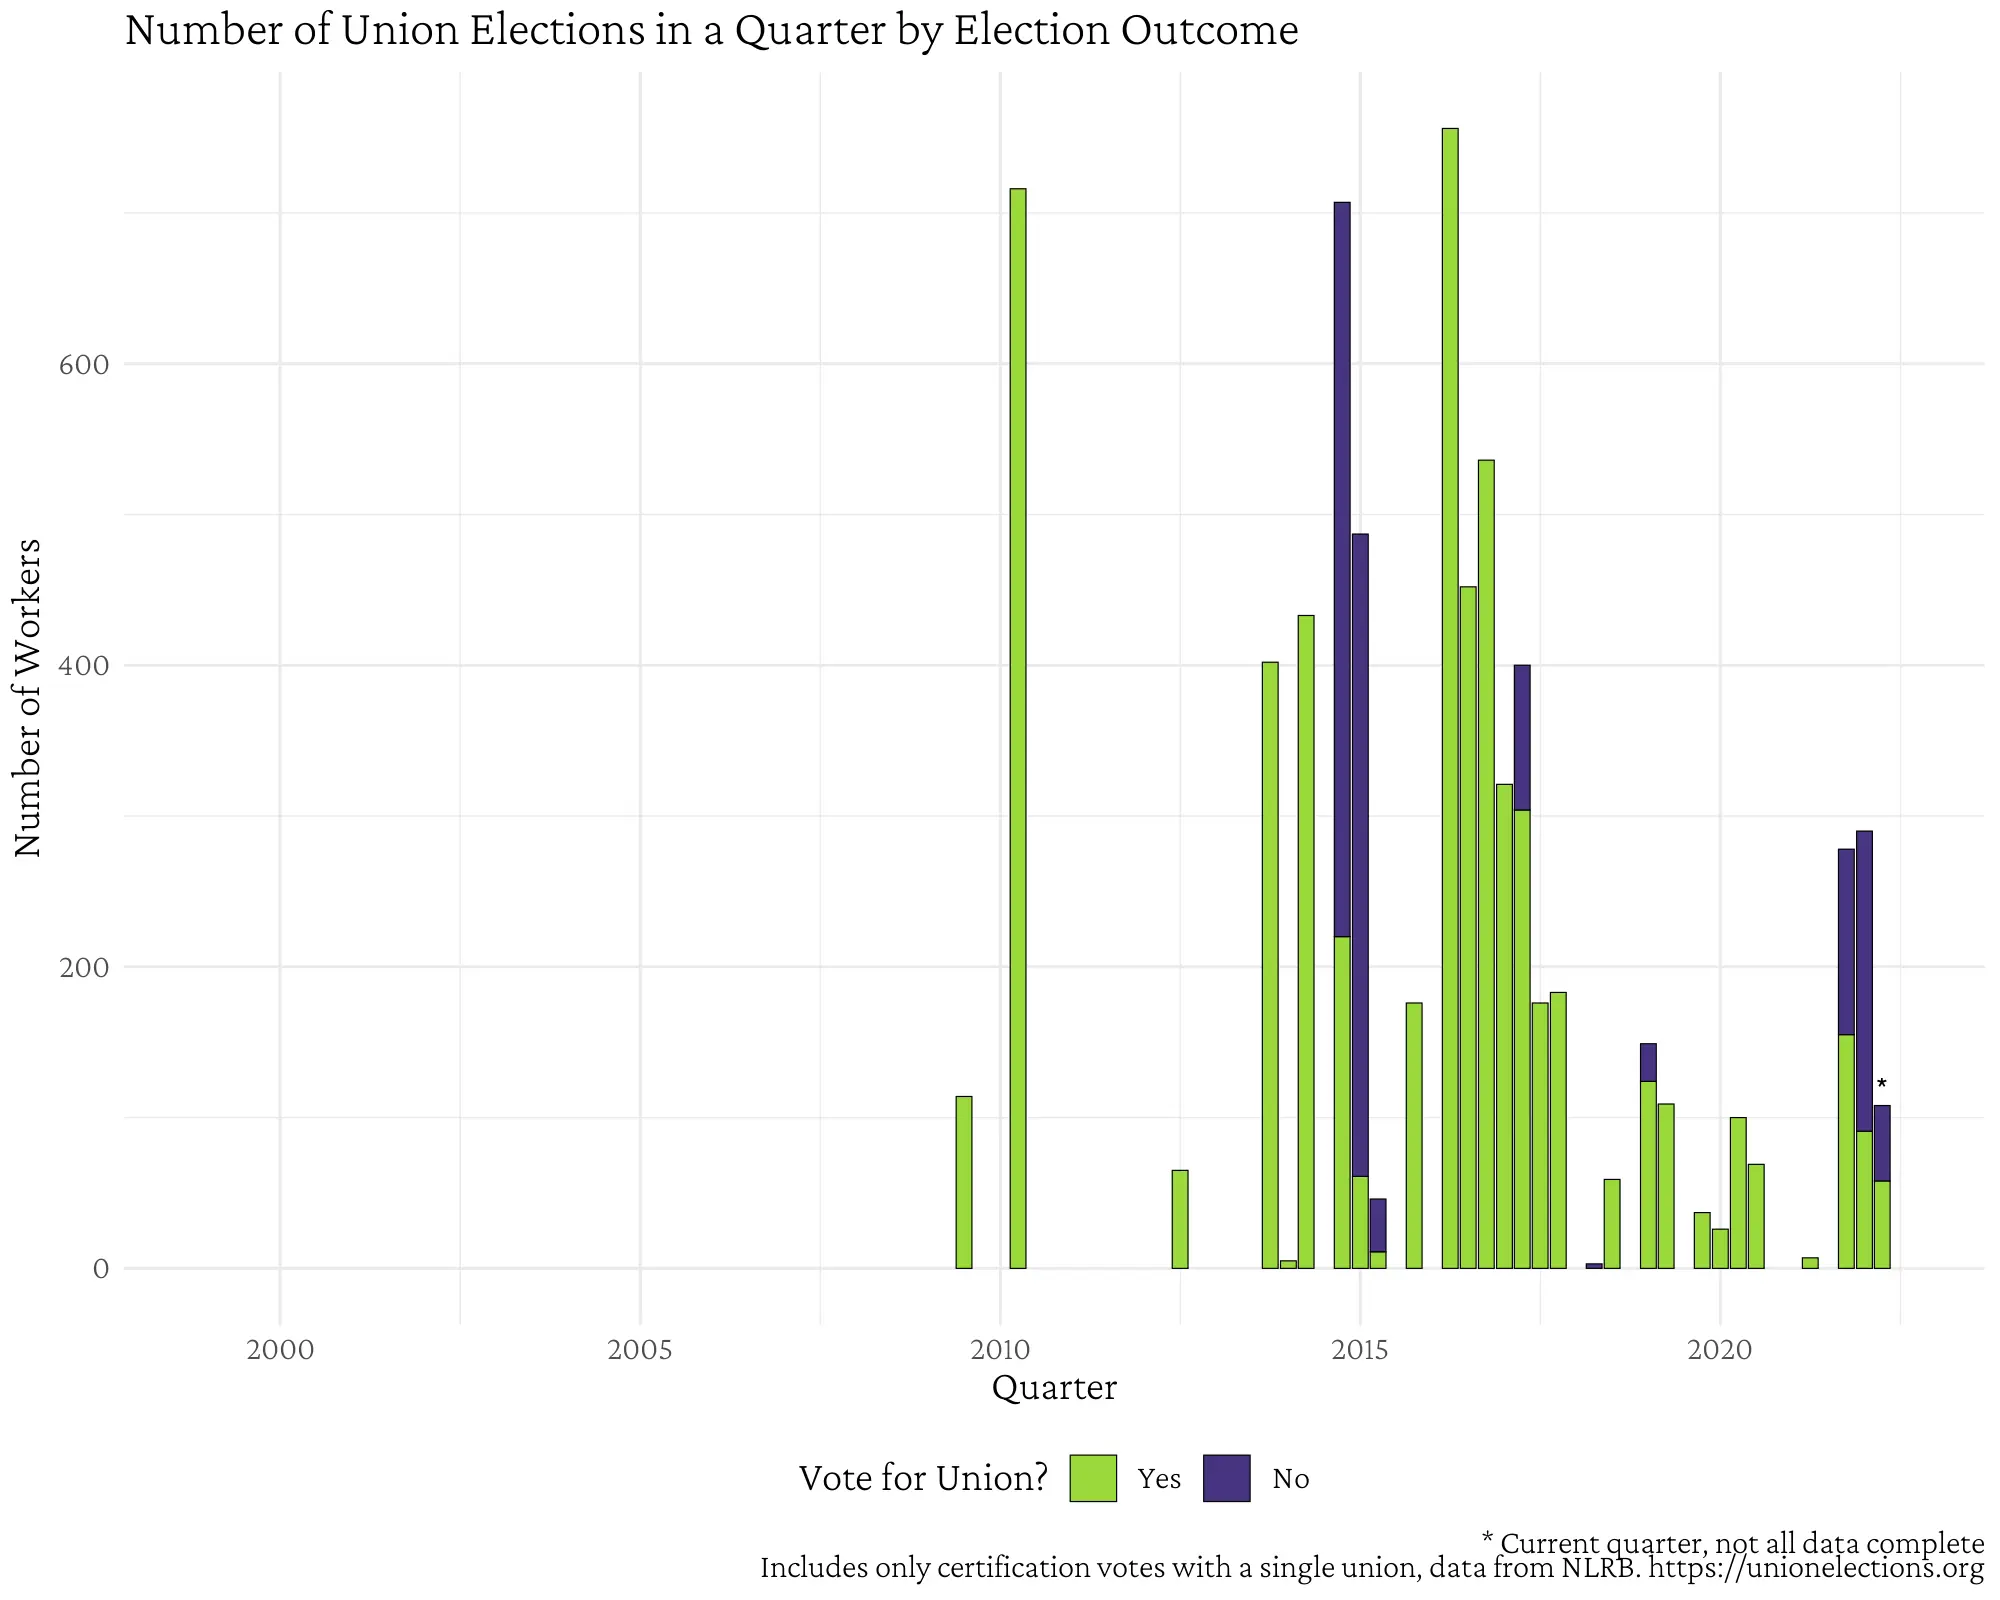 Number of Union Elections in a Quarter by Election Outcome
Number of Workers
600
400
200
0
*
2000 2005 2010 2015 2020
Quarter
Vote for Union? Yes No
* Current quarter, not all data complete
Includes only certification votes with a single union, data from NLRB. https://unionelections.org